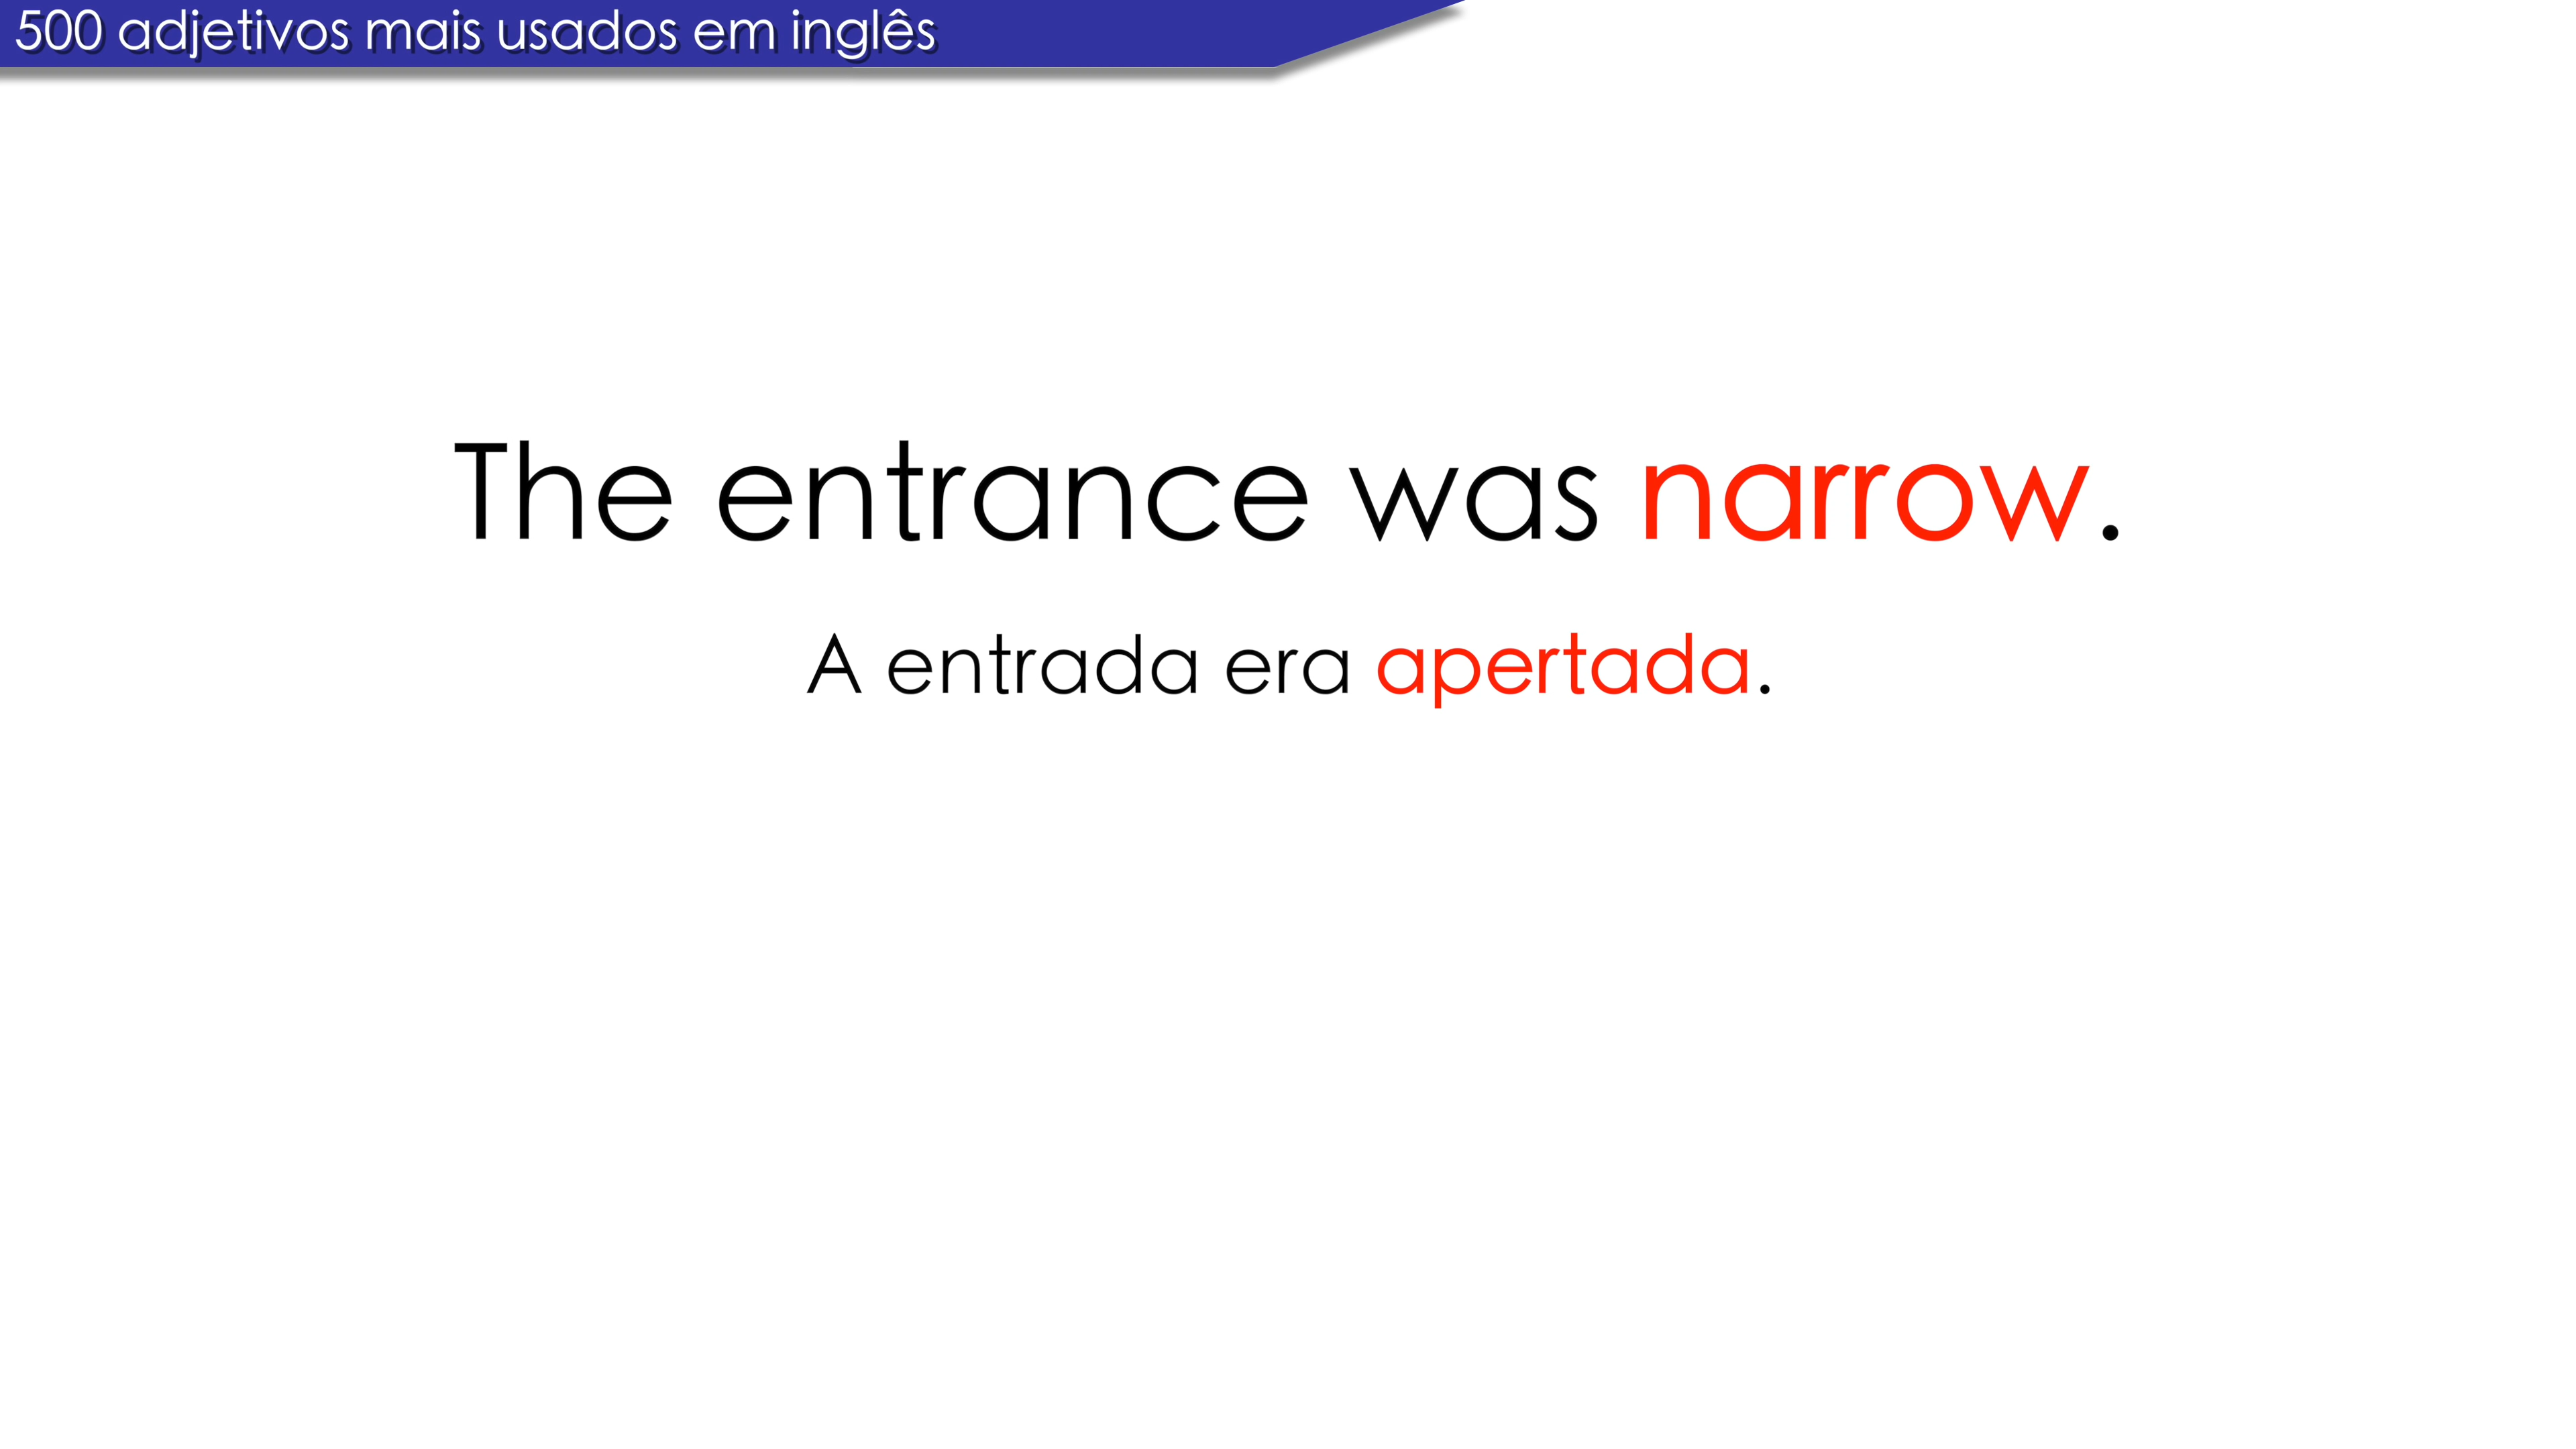 500 adjetivos mais usados em inglês
The entrance was narrow.
A entrada era apertada.